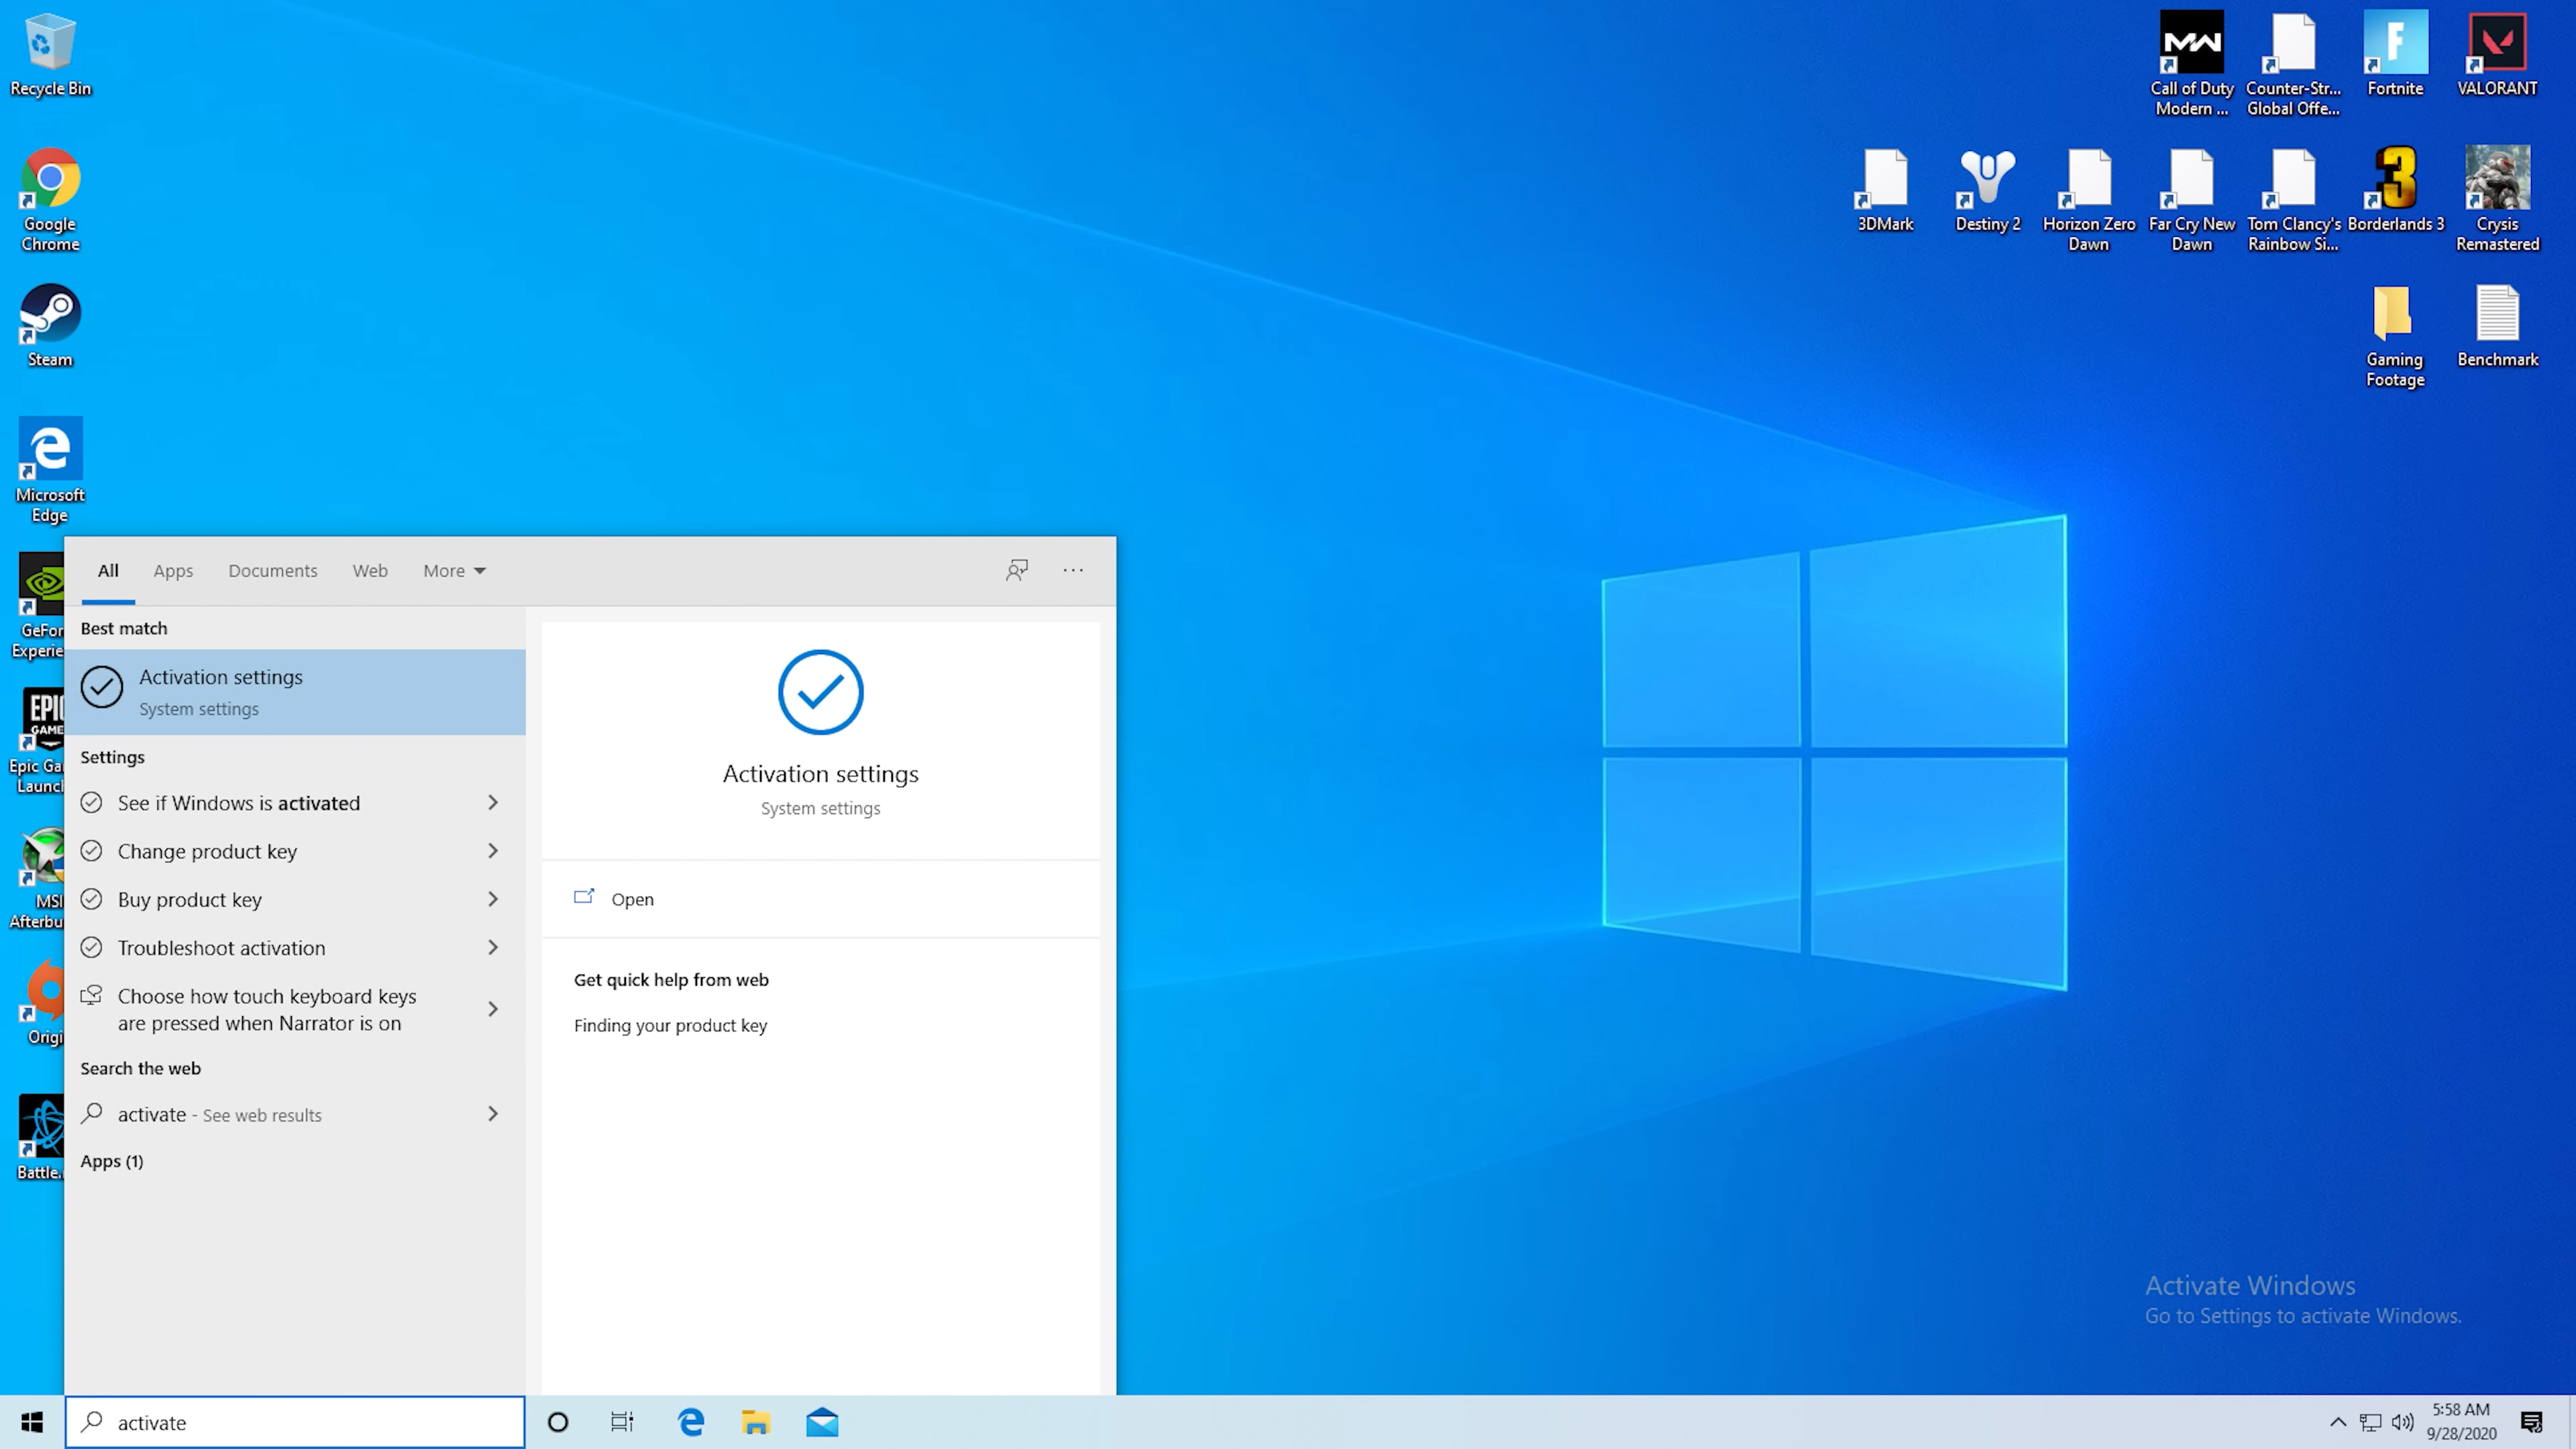 Recycle Bin
Google
Chrome
Steam
Microsoft
Edge
GeFor
Experie
EPIC
GAMES
Epic Ga
Launch
MSI
Afterbu
Origi
Battle.
Call of Duty
Modern ...
Counter-Str...
Global Offe...
Fortnite
VALORANT
3DMark
Destiny 2
Horizon Zero
Dawn
Far Cry New
Dawn
Tom Clancy's
Rainbow Si...
Borderlands 3
Crysis
Remastered
Gaming
Footage
Benchmark
All
Apps
Documents
Web
More
Best match
Activation settings
System settings
Settings
See if Windows is activated
Change product key
Buy product key
Troubleshoot activation
Choose how touch keyboard keys
are pressed when Narrator is on
Search the web
activate - See web results
Apps (1)
Activation settings
System settings
Open
Get quick help from web
Finding your product key
Activate Windows
Go to Settings to activate Windows.
activate
5:58 AM
9/28/2020